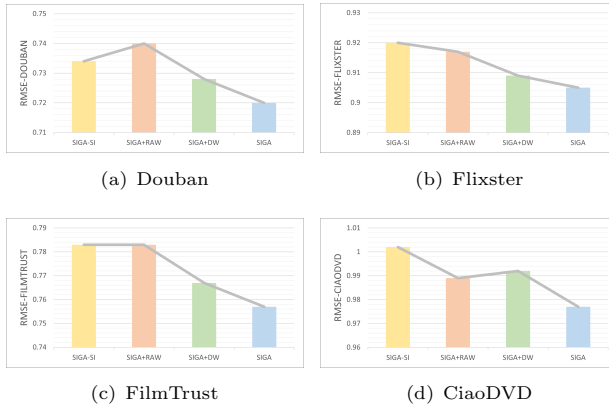 0.75
0.74
0.73
0.72
0.71
RMSE-DOUBAN
SIGA-SI SIGA+RAW SIGA+DW SIGA
(a) Douban
0.93
0.92
0.91
0.9
0.89
RMSE-FLIXSTER
SIGA-SI SIGA+RAW SIGA+DW SIGA
(b) Flixster
0.79
0.78
0.77
0.76
0.75
0.74
RMSE-FILMTRUST
SIGA-SI SIGA+RAW SIGA+DW SIGA
(c) FilmTrust
1.01
1
0.99
0.98
0.97
0.96
RMSE-CIAODVD
SIGA-SI SIGA+RAW SIGA+DW SIGA
(d) CiaoDVD